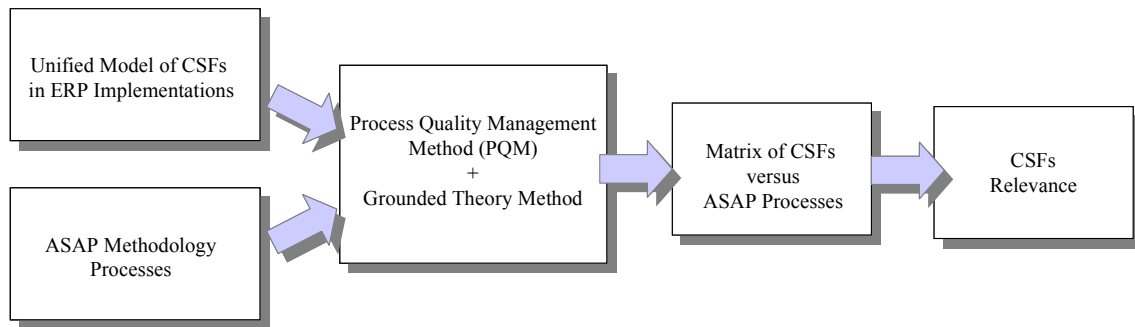 Unified Model of CSFs
in ERP Implementations
ASAP Methodology
Processes
Process Quality Management
Method (PQM)
+
Grounded Theory Method
Matrix of CSFs
versus
ASAP Processes
CSFs
Relevance